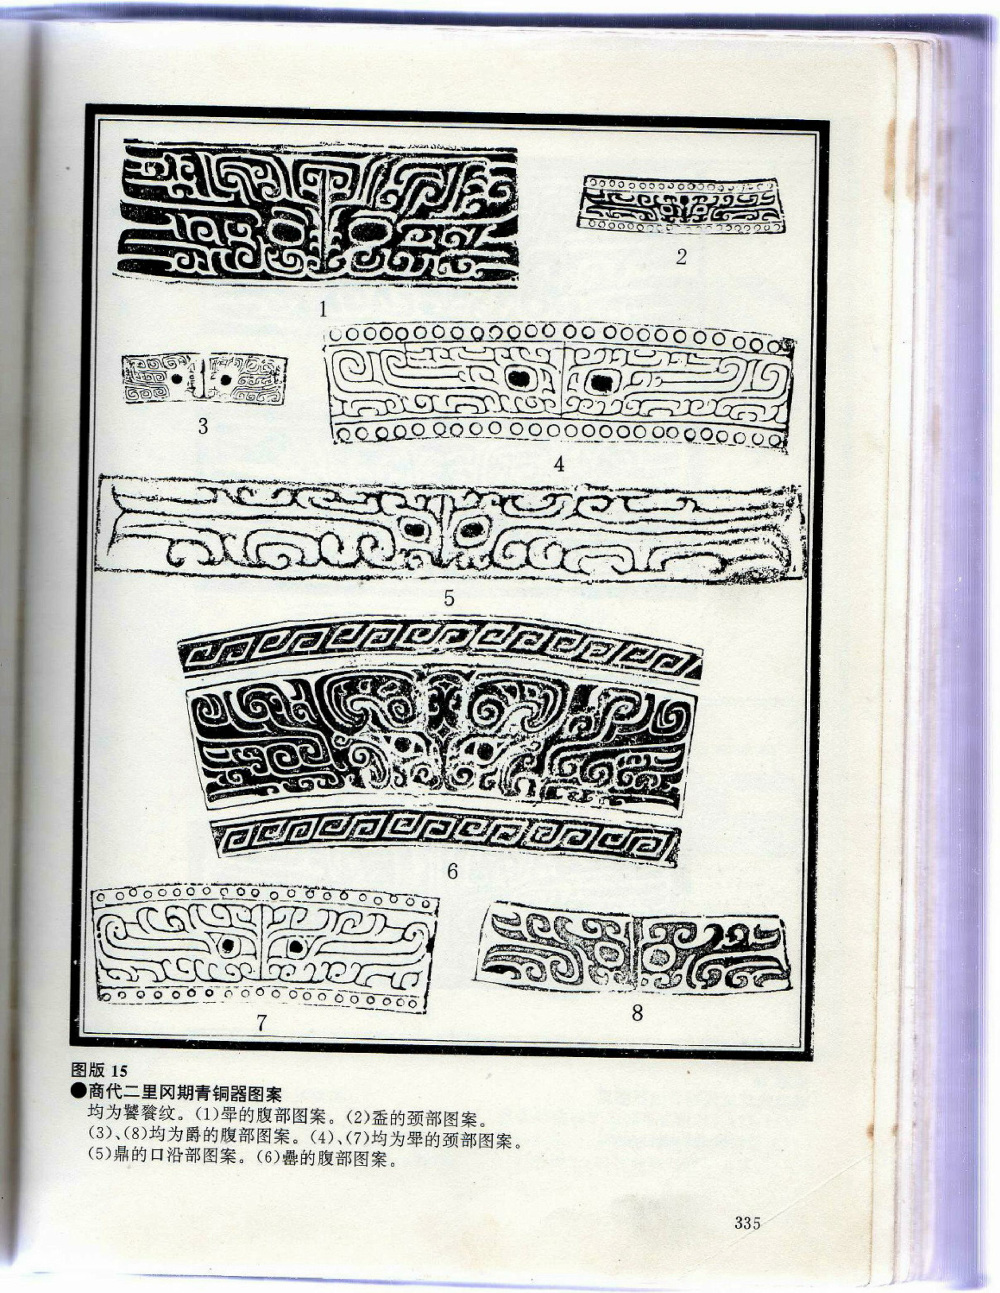 1
2
3
4
5
6
7
8
图版 15
●商代二里冈期青铜器图案
均为饕餮纹。(1)斝的腹部图案。(2)盉的颈部图案。
(3)、(8)均为爵的腹部图案。(4)、(7)均为斝的颈部图案。
(5)鼎的口沿部图案。(6)罍的腹部图案。
335